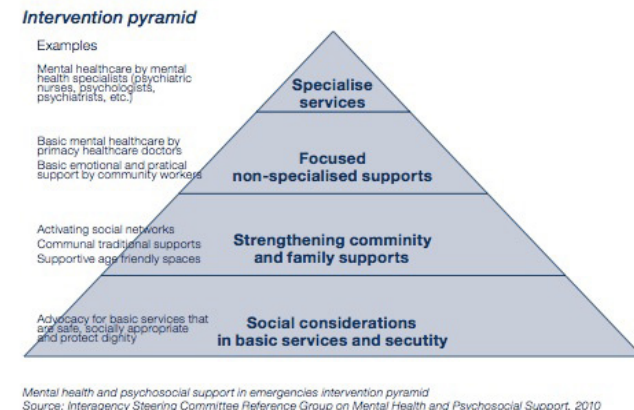 Intervention pyramid
Examples
Mental healthcare by mental
health specialists (psychiatric
nurses, psychologists,
psychiatrists, etc.)
Specialise
services
Basic mental healthcare by
primacy healthcare doctors
Basic emotional and pratical
support by community workers
Focused
non-specialised supports
Activating social networks
Communal traditional supports
Supportive age friendly spaces
Strengthening comminity
and family supports
Advocacy for basic services that
are safe, socially appropriate
and protect dignity
Social considerations
in basic services and secutity
Mental health and psychosocial support in emergencies intervention pyramid
Source: Interagency Steering Committee Reference Group on Mental Health and Psychosocial Support, 2010